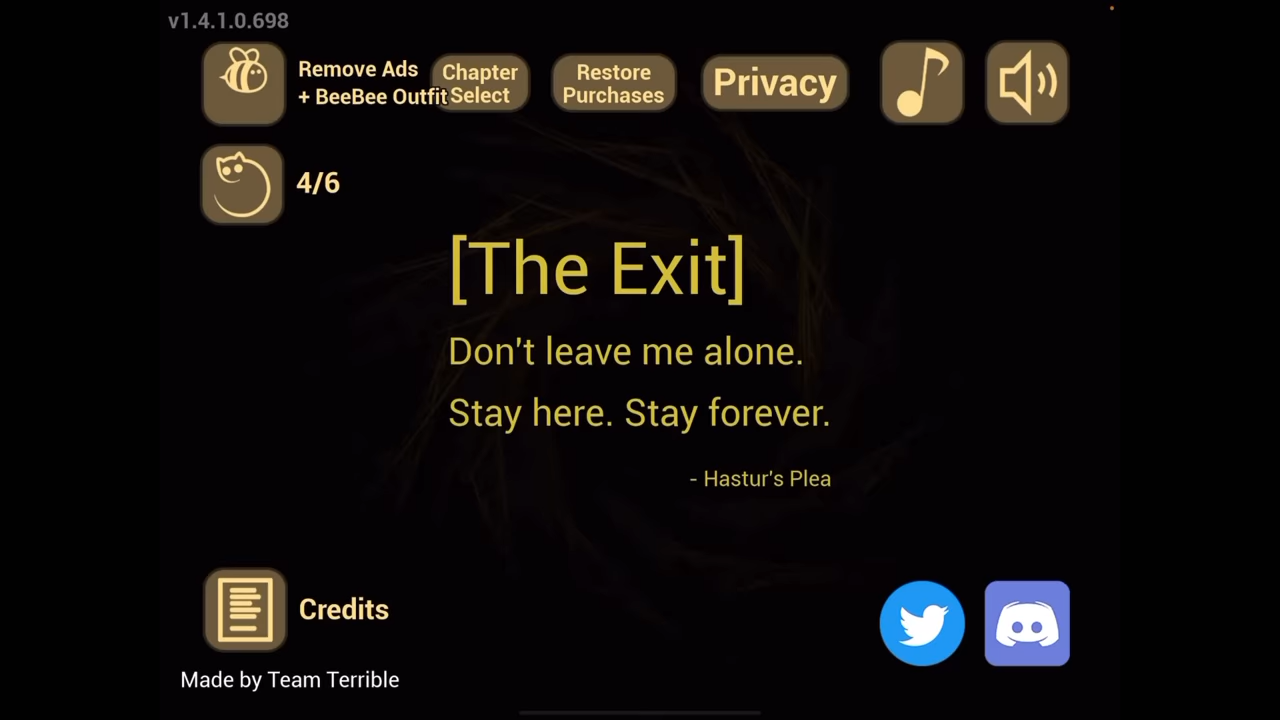 v1.4.1.0.698
Remove Ads
+ BeeBee Outfit
Chapter
Select
Restore
Purchases
Privacy
4/6
[The Exit]
Don't leave me alone.
Stay here. Stay forever.
- Hastur's Plea
Credits
Made by Team Terrible